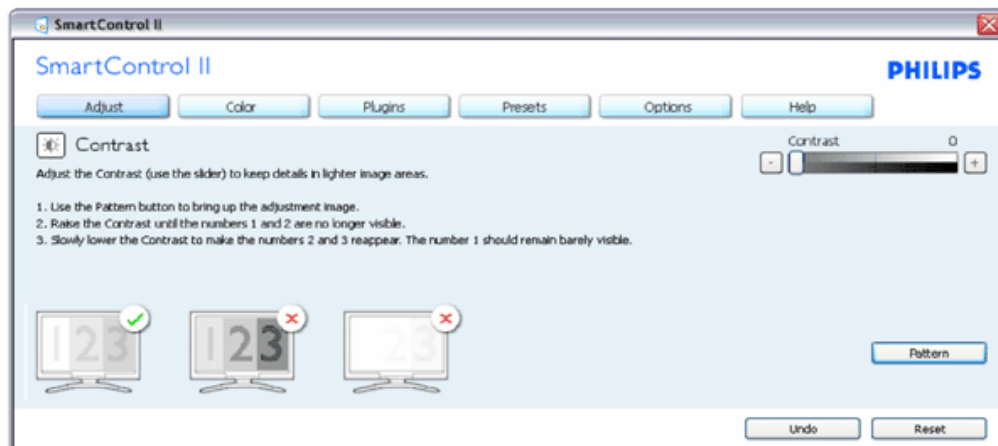 SmartControl II
SmartControl II
PHILIPS
Adjust Color Plugins Presets Options Help
Contrast
Contrast 0
- +
Adjust the Contrast (use the slider) to keep details in lighter image areas.
1. Use the Pattern button to bring up the adjustment image.
2. Raise the Contrast until the numbers 1 and 2 are no longer visible.
3. Slowly lower the Contrast to make the numbers 2 and 3 reappear. The number 1 should remain barely visible.
123 123 23
Pattern
Undo Reset